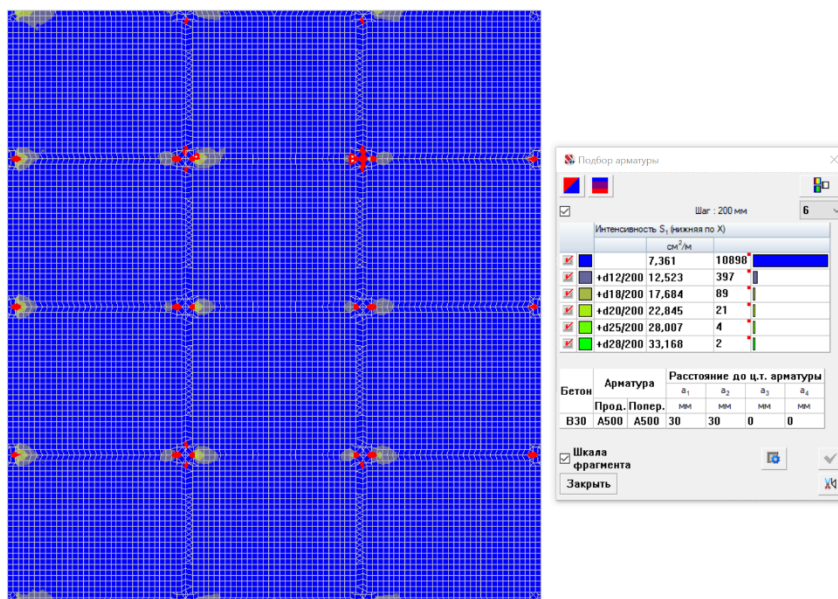 Подбор арматуры
Шаг : 200 мм
6
Интенсивность S₁ (нижняя по X)
см²/м
7,361 10898
+d12/200 12,523 397
+d18/200 17,684 89
+d20/200 22,845 21
+d25/200 28,007 4
+d28/200 33,168 2
Бетон Арматура Расстояние до ц.т. арматуры
a₁ a₂ a₃ a₄
Прод. Попер. мм мм мм мм
B30 A500 A500 30 30 0 0
Шкала
фрагмента
Закрыть